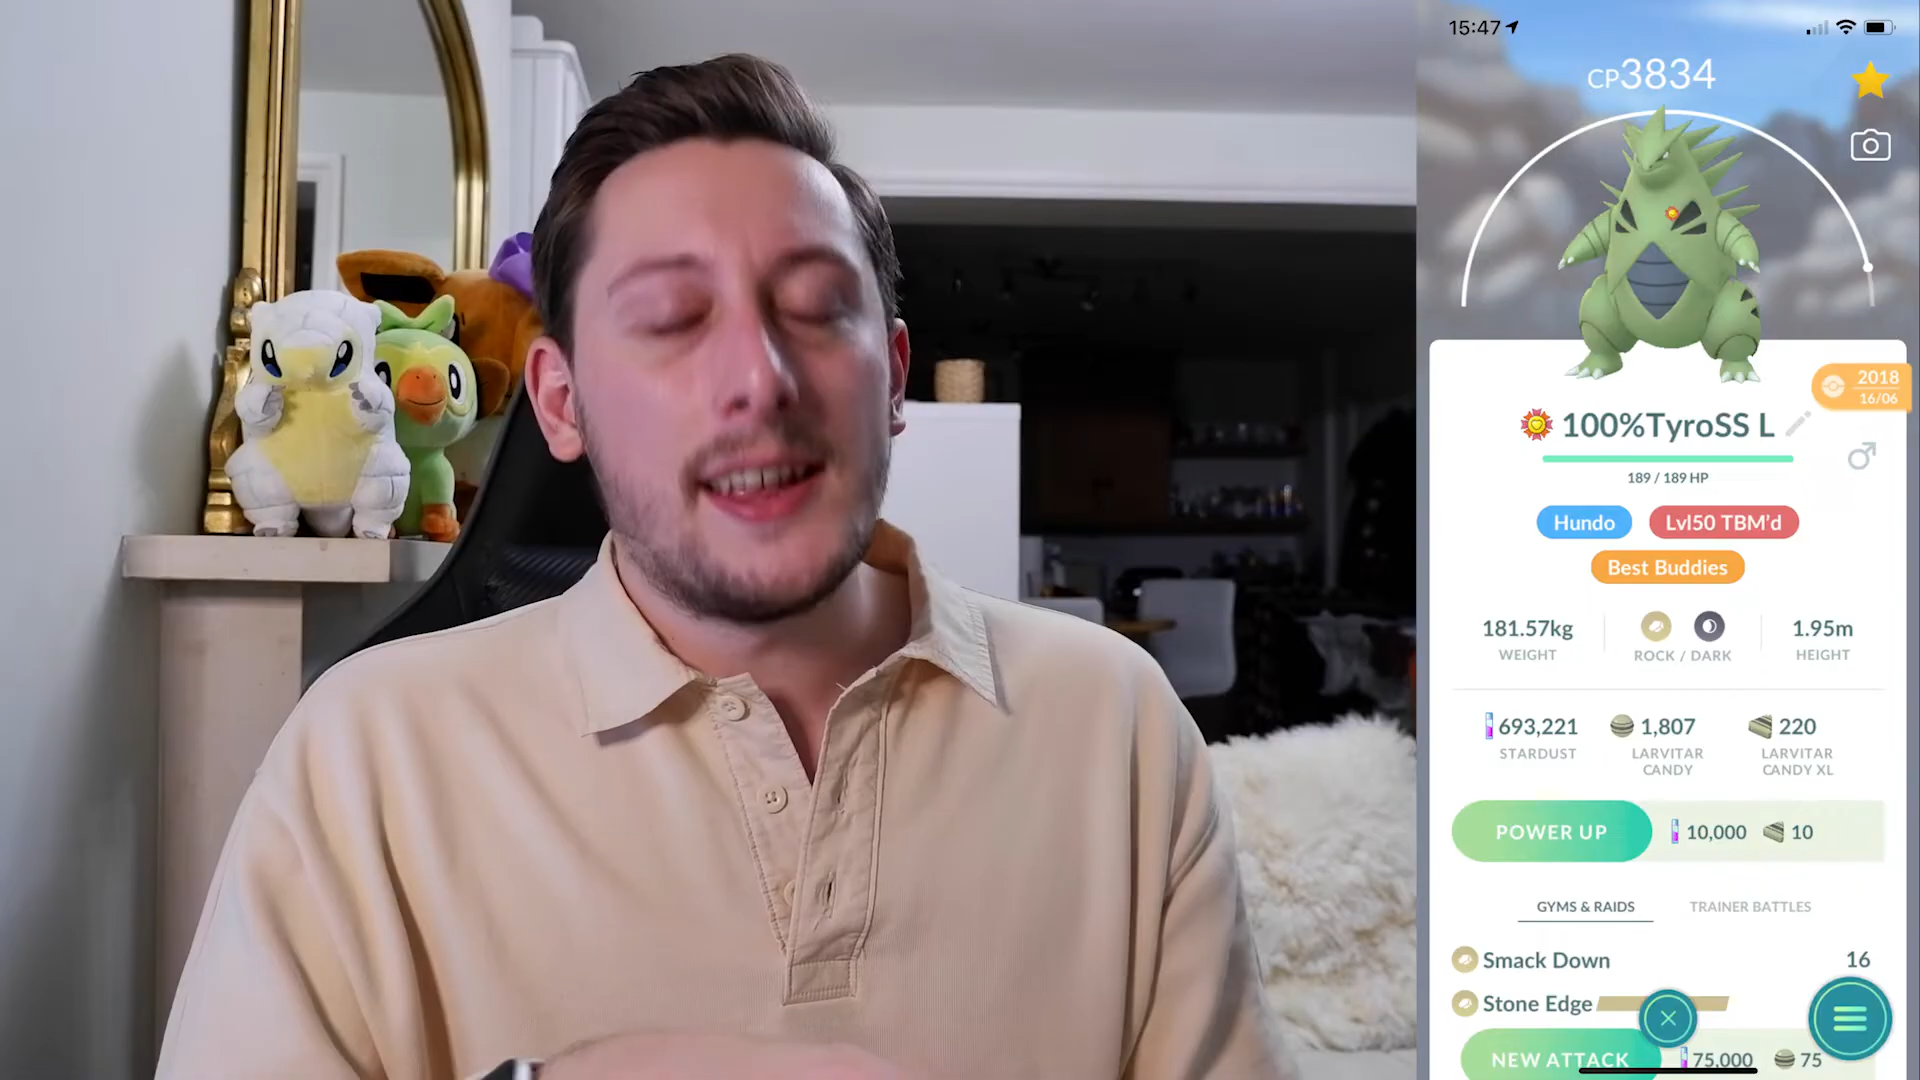 15:47
CP3834
2018
16/06
100%TyroSS L
189 / 189 HP
Hundo
Lvl50 TBM'd
Best Buddies
181.57kg
WEIGHT
ROCK / DARK
1.95m
HEIGHT
693,221
STARDUST
1,807
LARVITAR
CANDY
220
LARVITAR
CANDY XL
POWER UP
10,000
10
GYMS & RAIDS
TRAINER BATTLES
Smack Down
16
Stone Edge
NEW ATTACK
75,000
75